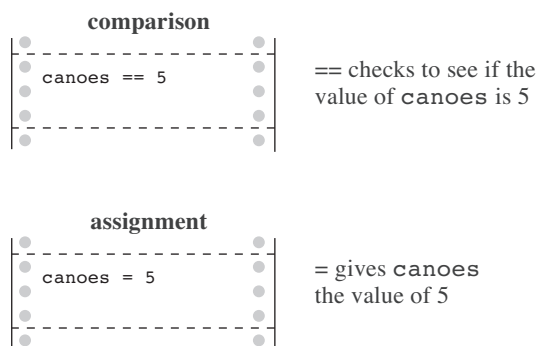 comparison
canoes == 5
== checks to see if the
value of canoes is 5
assignment
canoes = 5
= gives canoes
the value of 5